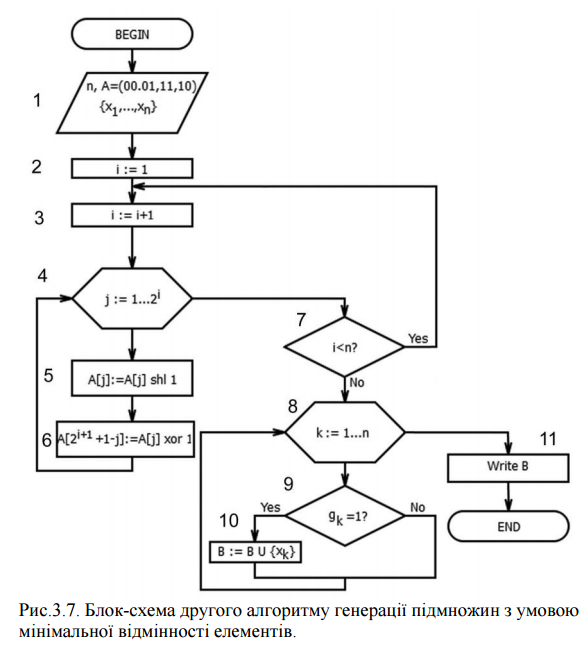 BEGIN
1
n, A=(00.01,11,10)
{x₁,...,xₙ}
2
i := 1
3
i := i+1
4
j := 1...2ⁱ
5
A[j]:=A[j] shl 1
6
A[2ⁱ⁺¹ +1-j]:=A[j] xor 1
7
i<n?
Yes
No
8
k := 1...n
9
gₖ =1?
Yes
No
10
B := B U {xₖ}
11
Write B
END
Рис.3.7. Блок-схема другого алгоритму генерації підмножин з умовою
мінімальної відмінності елементів.